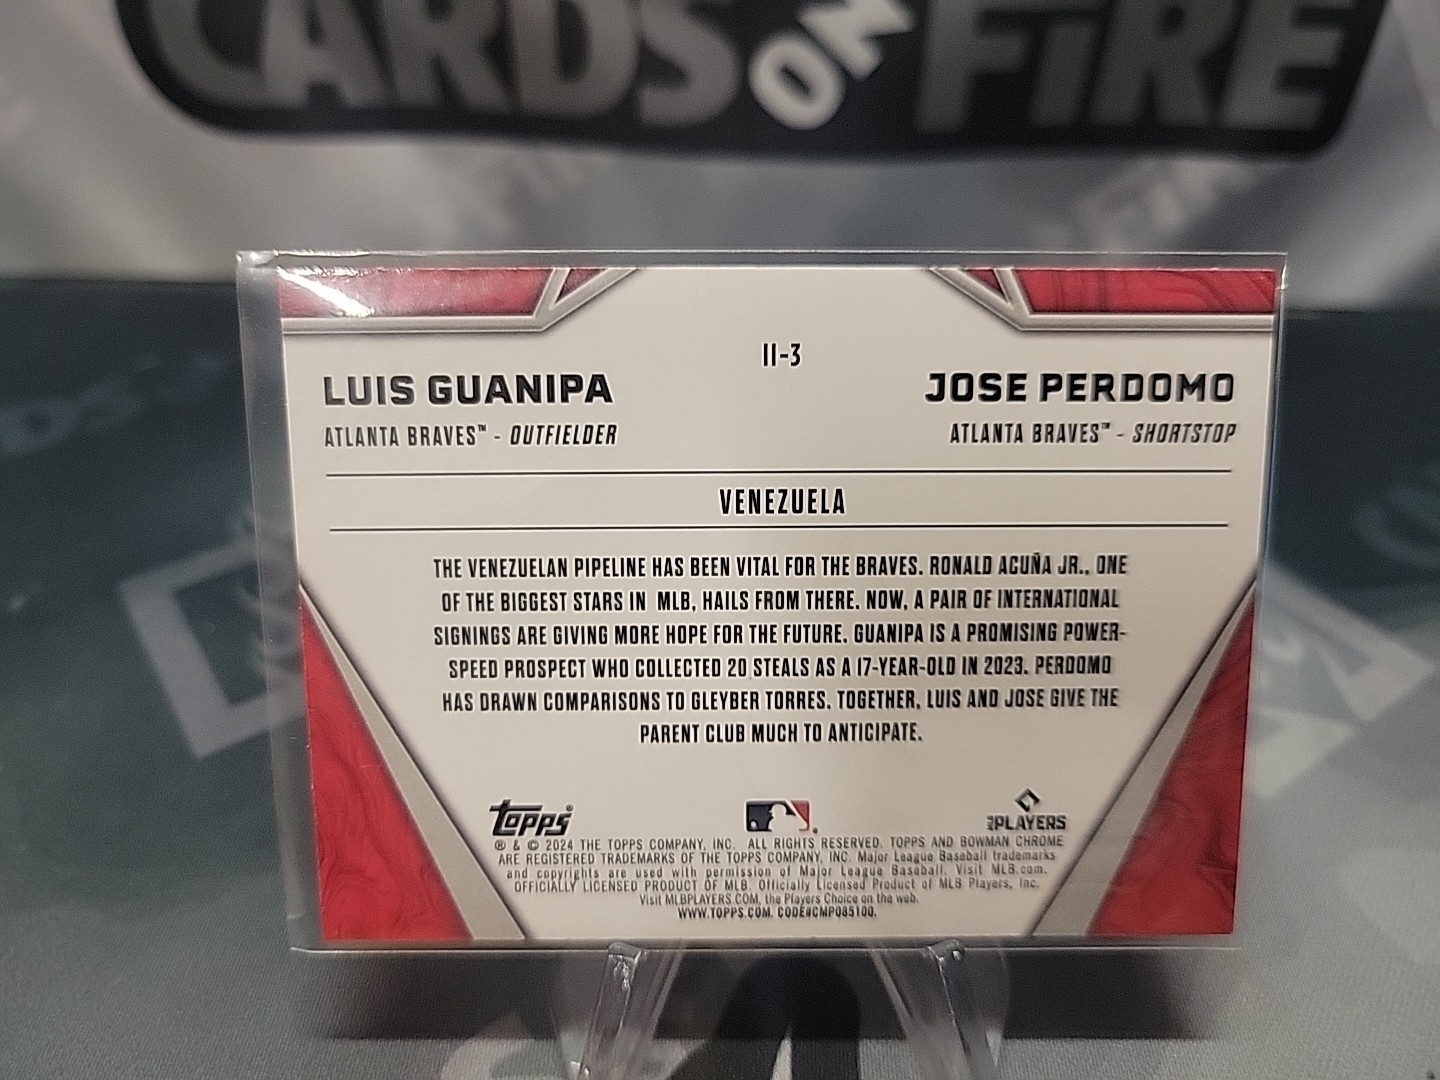 CARDS ON FIRE
II-3
LUIS GUANIPA
JOSE PERDOMO
ATLANTA BRAVES™ - OUTFIELDER
ATLANTA BRAVES™ - SHORTSTOP
VENEZUELA
THE VENEZUELAN PIPELINE HAS BEEN VITAL FOR THE BRAVES. RONALD ACUÑA JR., ONE
OF THE BIGGEST STARS IN MLB, HAILS FROM THERE. NOW, A PAIR OF INTERNATIONAL
SIGNINGS ARE GIVING MORE HOPE FOR THE FUTURE. GUANIPA IS A PROMISING POWER-
SPEED PROSPECT WHO COLLECTED 20 STEALS AS A 17-YEAR-OLD IN 2023. PERDOMO
HAS DRAWN COMPARISONS TO GLEYBER TORRES. TOGETHER, LUIS AND JOSE GIVE THE
PARENT CLUB MUCH TO ANTICIPATE.
Topps®
PLAYERS
® & © 2024 THE TOPPS COMPANY, INC. ALL RIGHTS RESERVED. TOPPS AND BOWMAN CHROME
ARE REGISTERED TRADEMARKS OF THE TOPPS COMPANY, INC. Major League Baseball trademarks
and copyrights are used with permission of Major League Baseball. Visit MLB.com.
OFFICIALLY LICENSED PRODUCT OF MLB. Officially Licensed Product of MLB Players, Inc.
Visit MLBPLAYERS.COM, the Players Choice on the web.
WWW.TOPPS.COM. CODE#CMP085100.